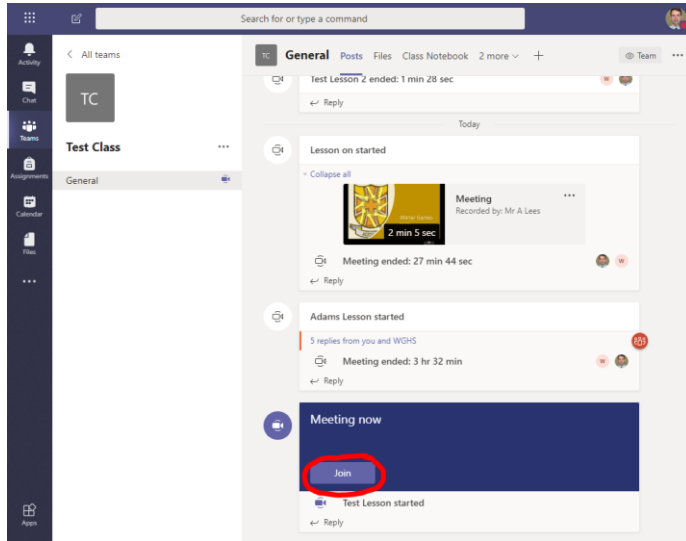 Search for or type a command
Activity
Chat
Teams
Assignments
Calendar
Files
Apps
All teams
TC
Test Class
General
TC General Posts Files Class Notebook 2 more + Team
Test Lesson 2 ended: 1 min 28 sec
W
Reply
Today
Lesson on started
Collapse all
Meeting
Recorded by: Mr A Lees
2 min 5 sec
Meeting ended: 27 min 44 sec
W
Reply
Adams Lesson started
5 replies from you and WGHS
Meeting ended: 3 hr 32 min
W
Reply
Meeting now
Join
Test Lesson started
Reply